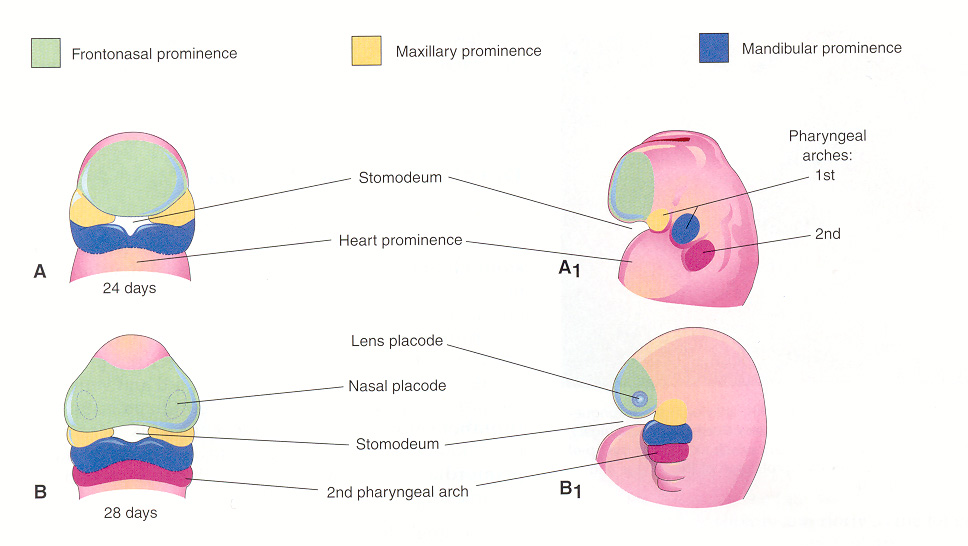 Frontonasal prominence
Maxillary prominence
Mandibular prominence
Pharyngeal
arches:
1st
Stomodeum
2nd
Heart prominence
A
A1
24 days
Lens placode
Nasal placode
Stomodeum
B
2nd pharyngeal arch
B1
28 days